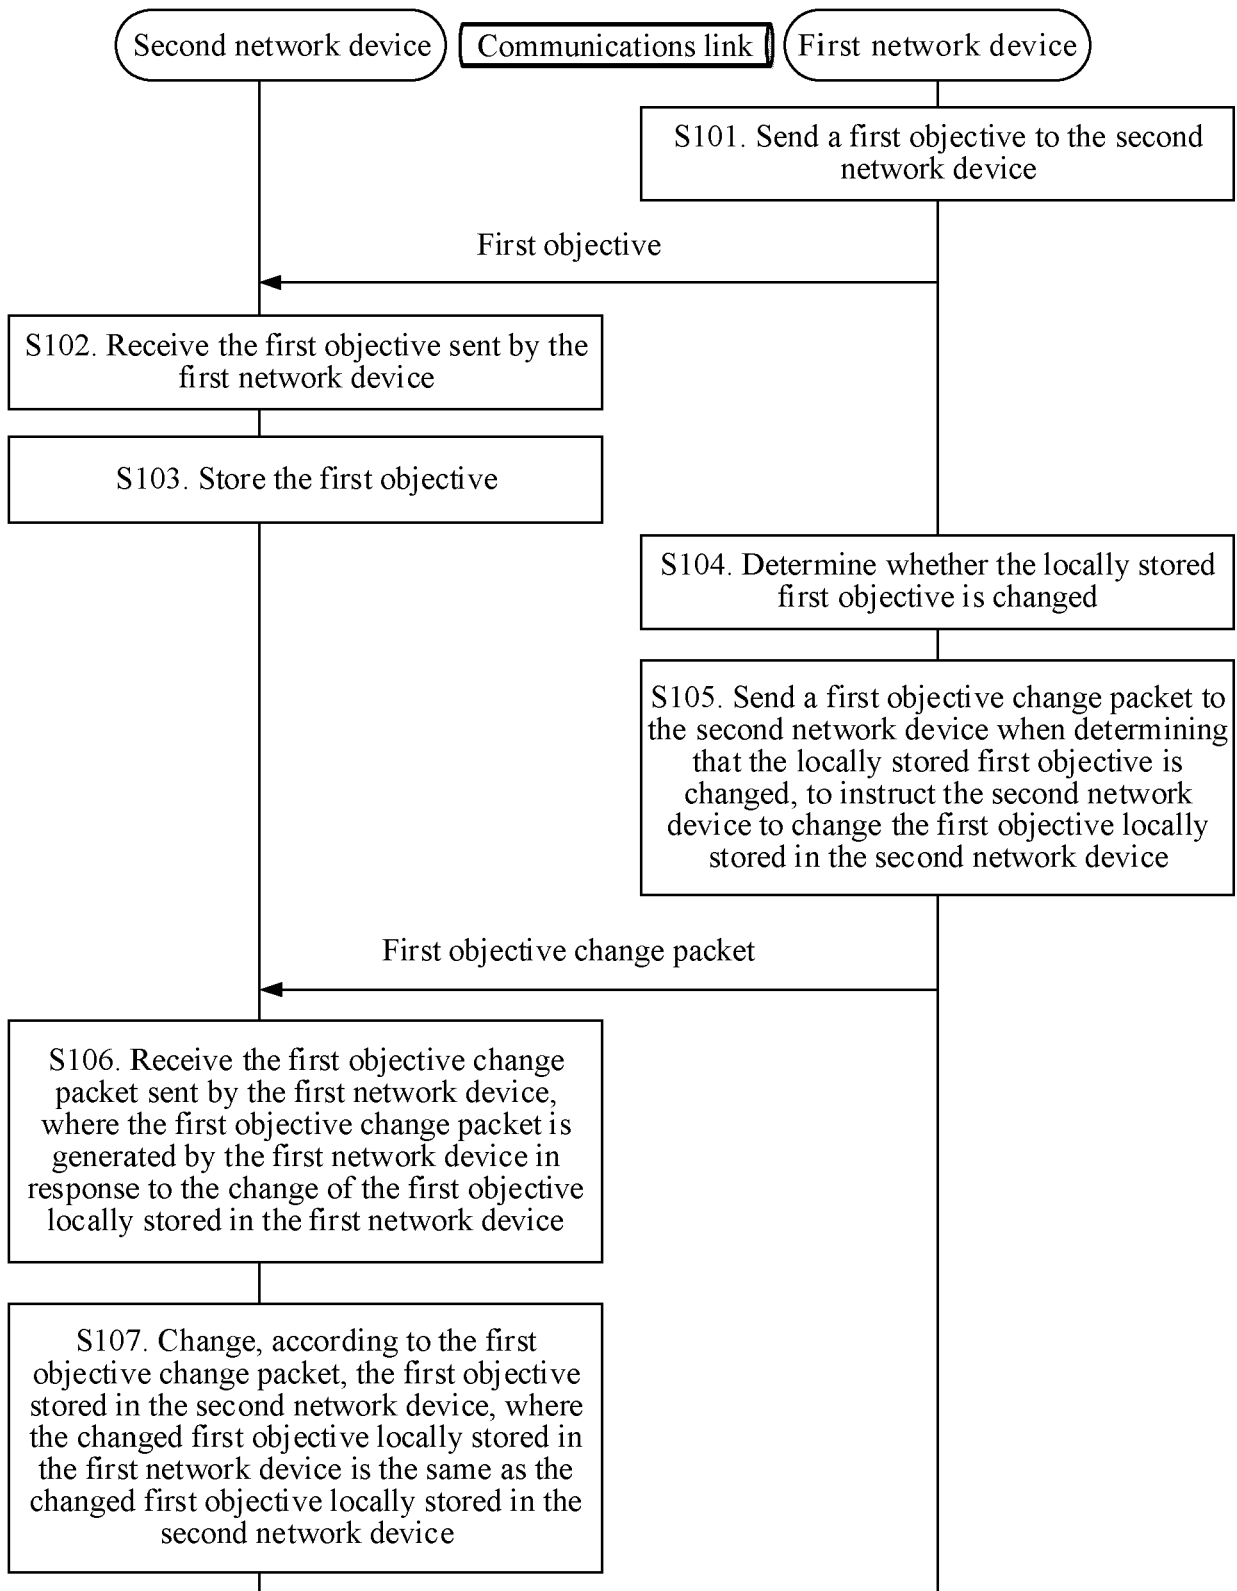 Second network device
Communications link
First network device
S101. Send a first objective to the second
network device
First objective
S102. Receive the first objective sent by the
first network device
S103. Store the first objective
S104. Determine whether the locally stored
first objective is changed
S105. Send a first objective change packet to
the second network device when determining
that the locally stored first objective is
changed, to instruct the second network
device to change the first objective locally
stored in the second network device
First objective change packet
S106. Receive the first objective change
packet sent by the first network device,
where the first objective change packet is
generated by the first network device in
response to the change of the first objective
locally stored in the first network device
S107. Change, according to the first
objective change packet, the first objective
stored in the second network device, where
the changed first objective locally stored in
the first network device is the same as the
changed first objective locally stored in the
second network device